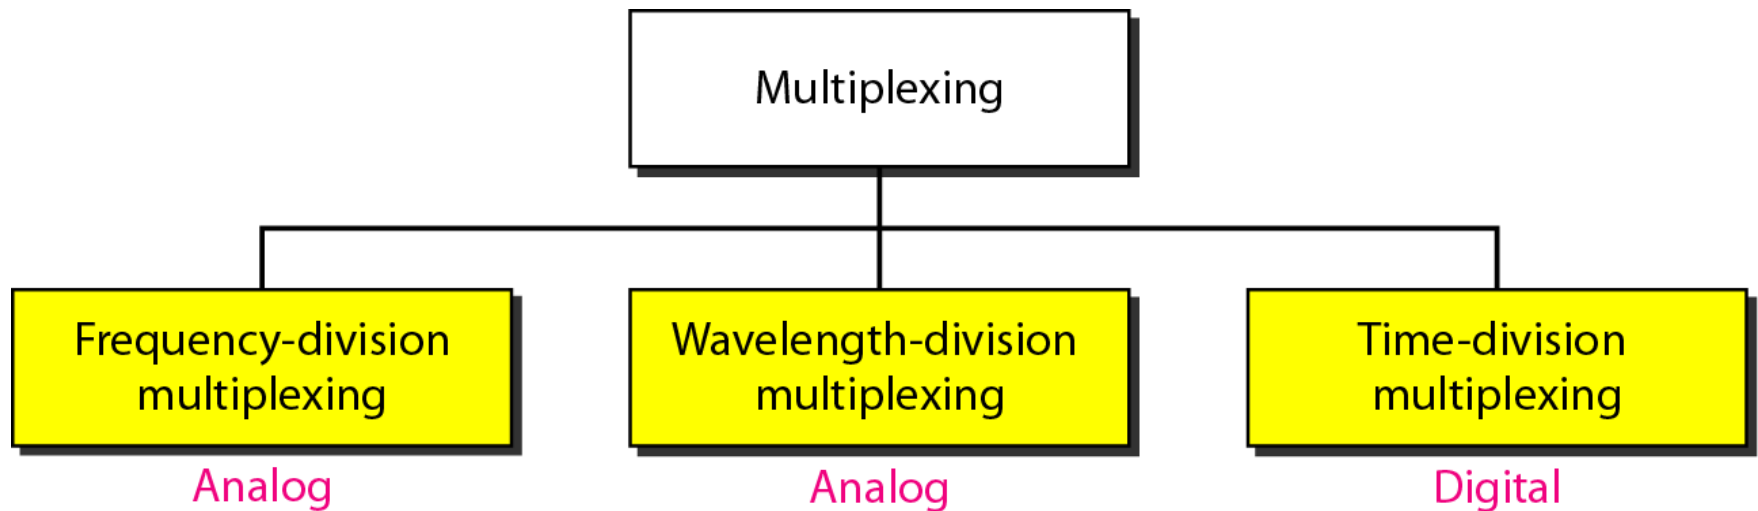 Multiplexing
Frequency-division
multiplexing
Wavelength-division
multiplexing
Time-division
multiplexing
Analog
Analog
Digital